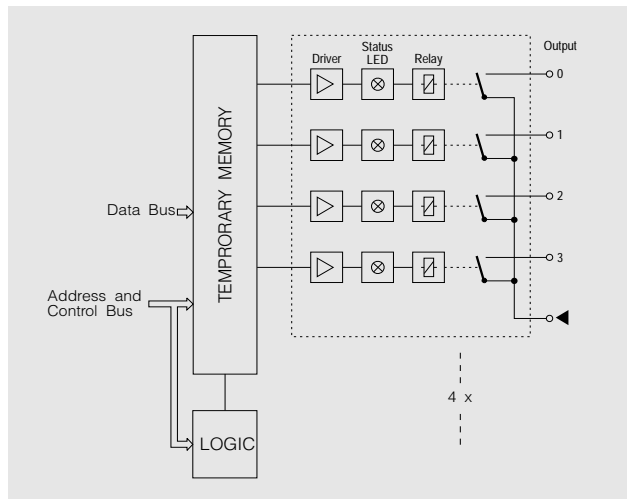 Driver
Status
LED
Relay
Output
0
1
2
3
TEMPRORARY MEMORY
Data Bus
Address and
Control Bus
LOGIC
4 x